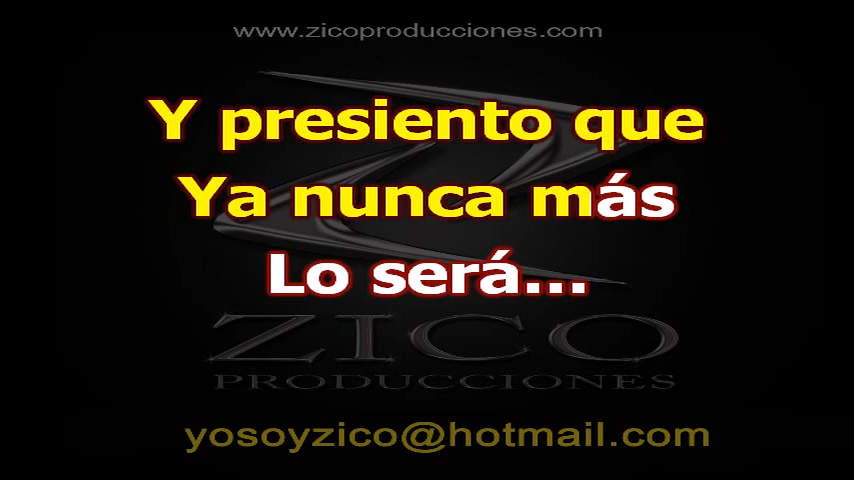 www.zicoproducciones.com
Y presiento que
Ya nunca más
Lo será...
ZICO
PRODUCCIONES
yosoyzico@hotmail.com